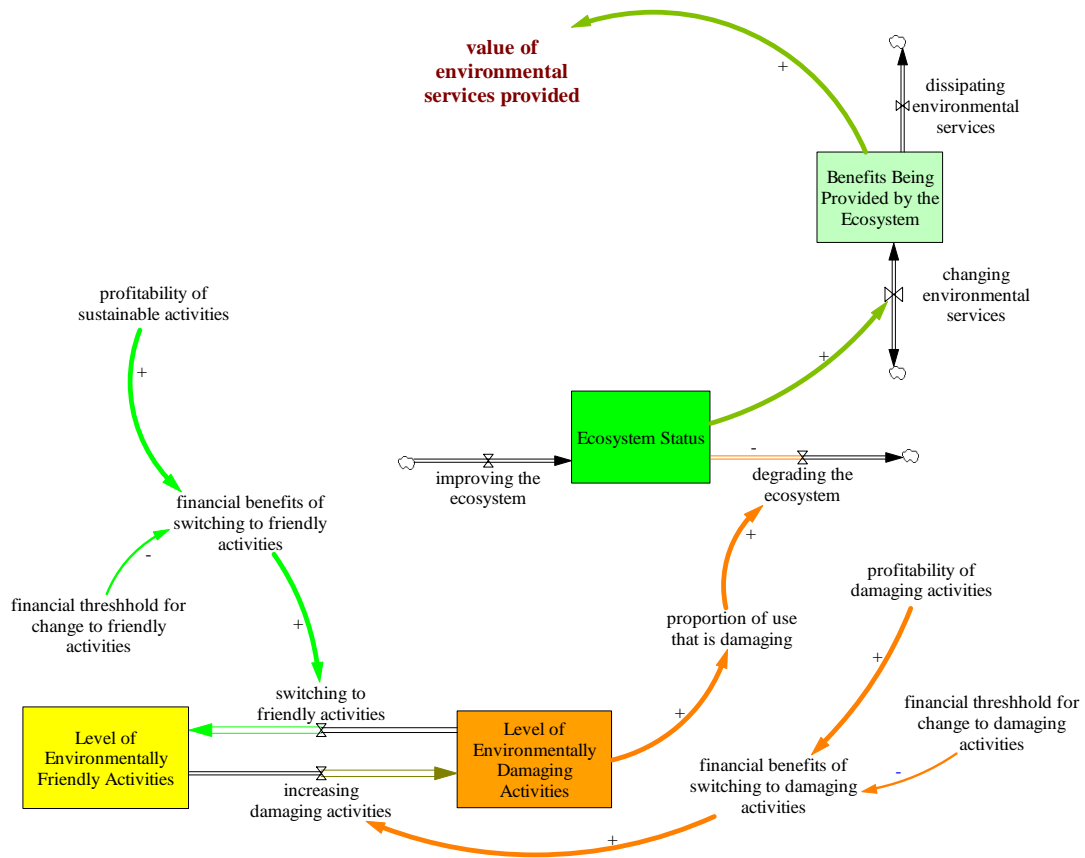 value of
environmental
services provided
+
dissipating
environmental
services
Benefits Being
Provided by the
Ecosystem
changing
environmental
services
+
profitability of
sustainable activities
+
Ecosystem Status
-
improving the
ecosystem
degrading the
ecosystem
financial benefits of
switching to friendly
activities
-
+
financial threshhold for
change to friendly
activities
+
profitability of
damaging activities
proportion of use
that is damaging
+
switching to
friendly activities
+
financial threshhold for
change to damaging
activities
-
Level of
Environmentally
Friendly Activities
Level of
Environmentally
Damaging
Activities
increasing
damaging activities
financial benefits of
switching to damaging
activities
+